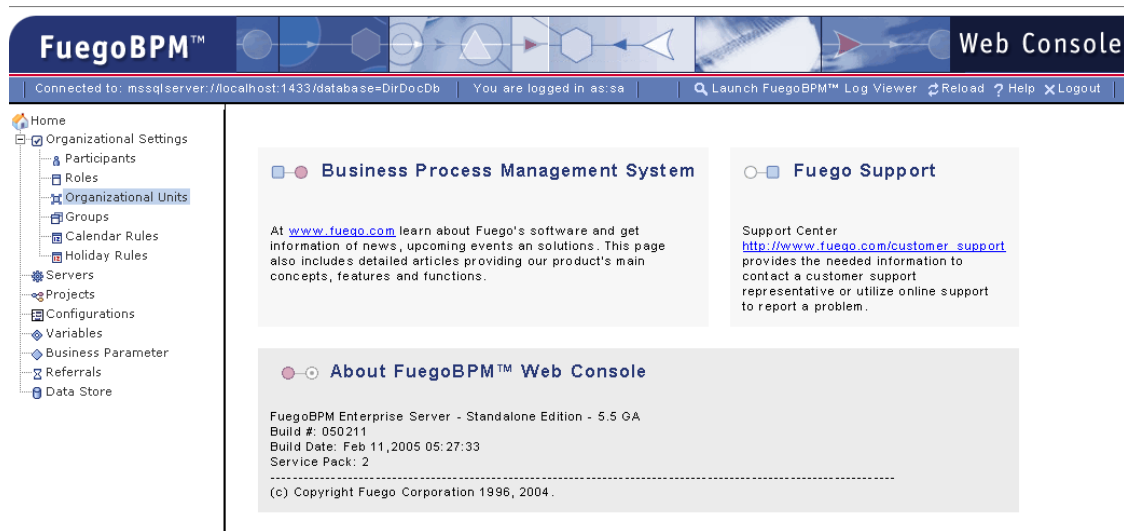 FuegoBPM™
Web Console
Connected to: mssqlserver://localhost:1433/database=DirDocDb
You are logged in as:sa
Launch FuegoBPM™ Log Viewer
Reload
? Help
Logout
Home
Organizational Settings
Participants
Roles
Organizational Units
Groups
Calendar Rules
Holiday Rules
Servers
Projects
Configurations
Variables
Business Parameter
Referrals
Data Store
Business Process Management System
At www.fuego.com learn about Fuego's software and get
information of news, upcoming events an solutions. This page
also includes detailed articles providing our product's main
concepts, features and functions.
Fuego Support
Support Center
http://www.fuego.com/customer_support
provides the needed information to
contact a customer support
representative or utilize online support
to report a problem.
About FuegoBPM™ Web Console
FuegoBPM Enterprise Server - Standalone Edition - 5.5 GA
Build #: 050211
Build Date: Feb 11,2005 05:27:33
Service Pack: 2
(c) Copyright Fuego Corporation 1996, 2004.